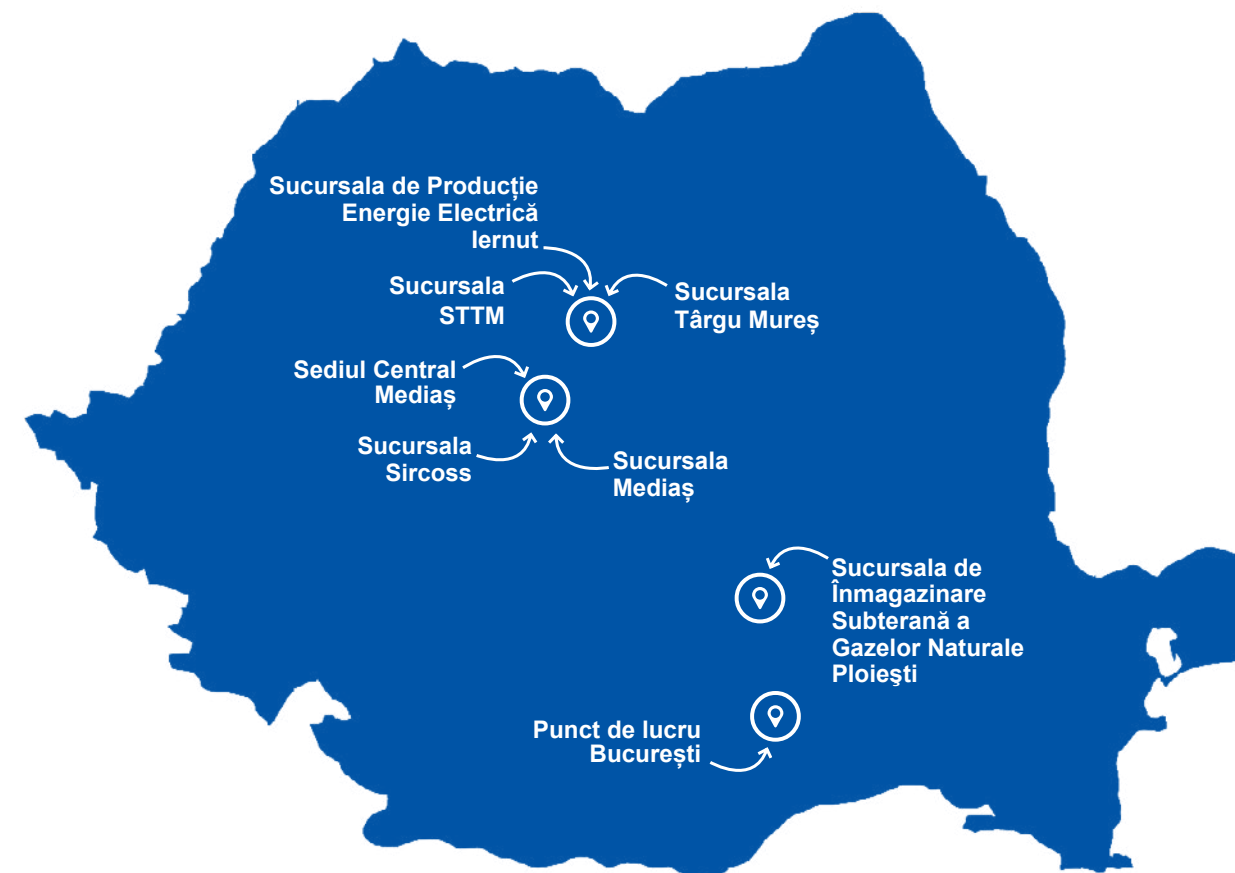 Sucursala de Producție
Energie Electrică
Iernut
Sucursala
STTM
Sucursala
Târgu Mureș
Sediul Central
Mediaș
Sucursala
Sircoss
Sucursala
Mediaș
Sucursala de
Înmagazinare
Subterană a
Gazelor Naturale
Ploieşti
Punct de lucru
București